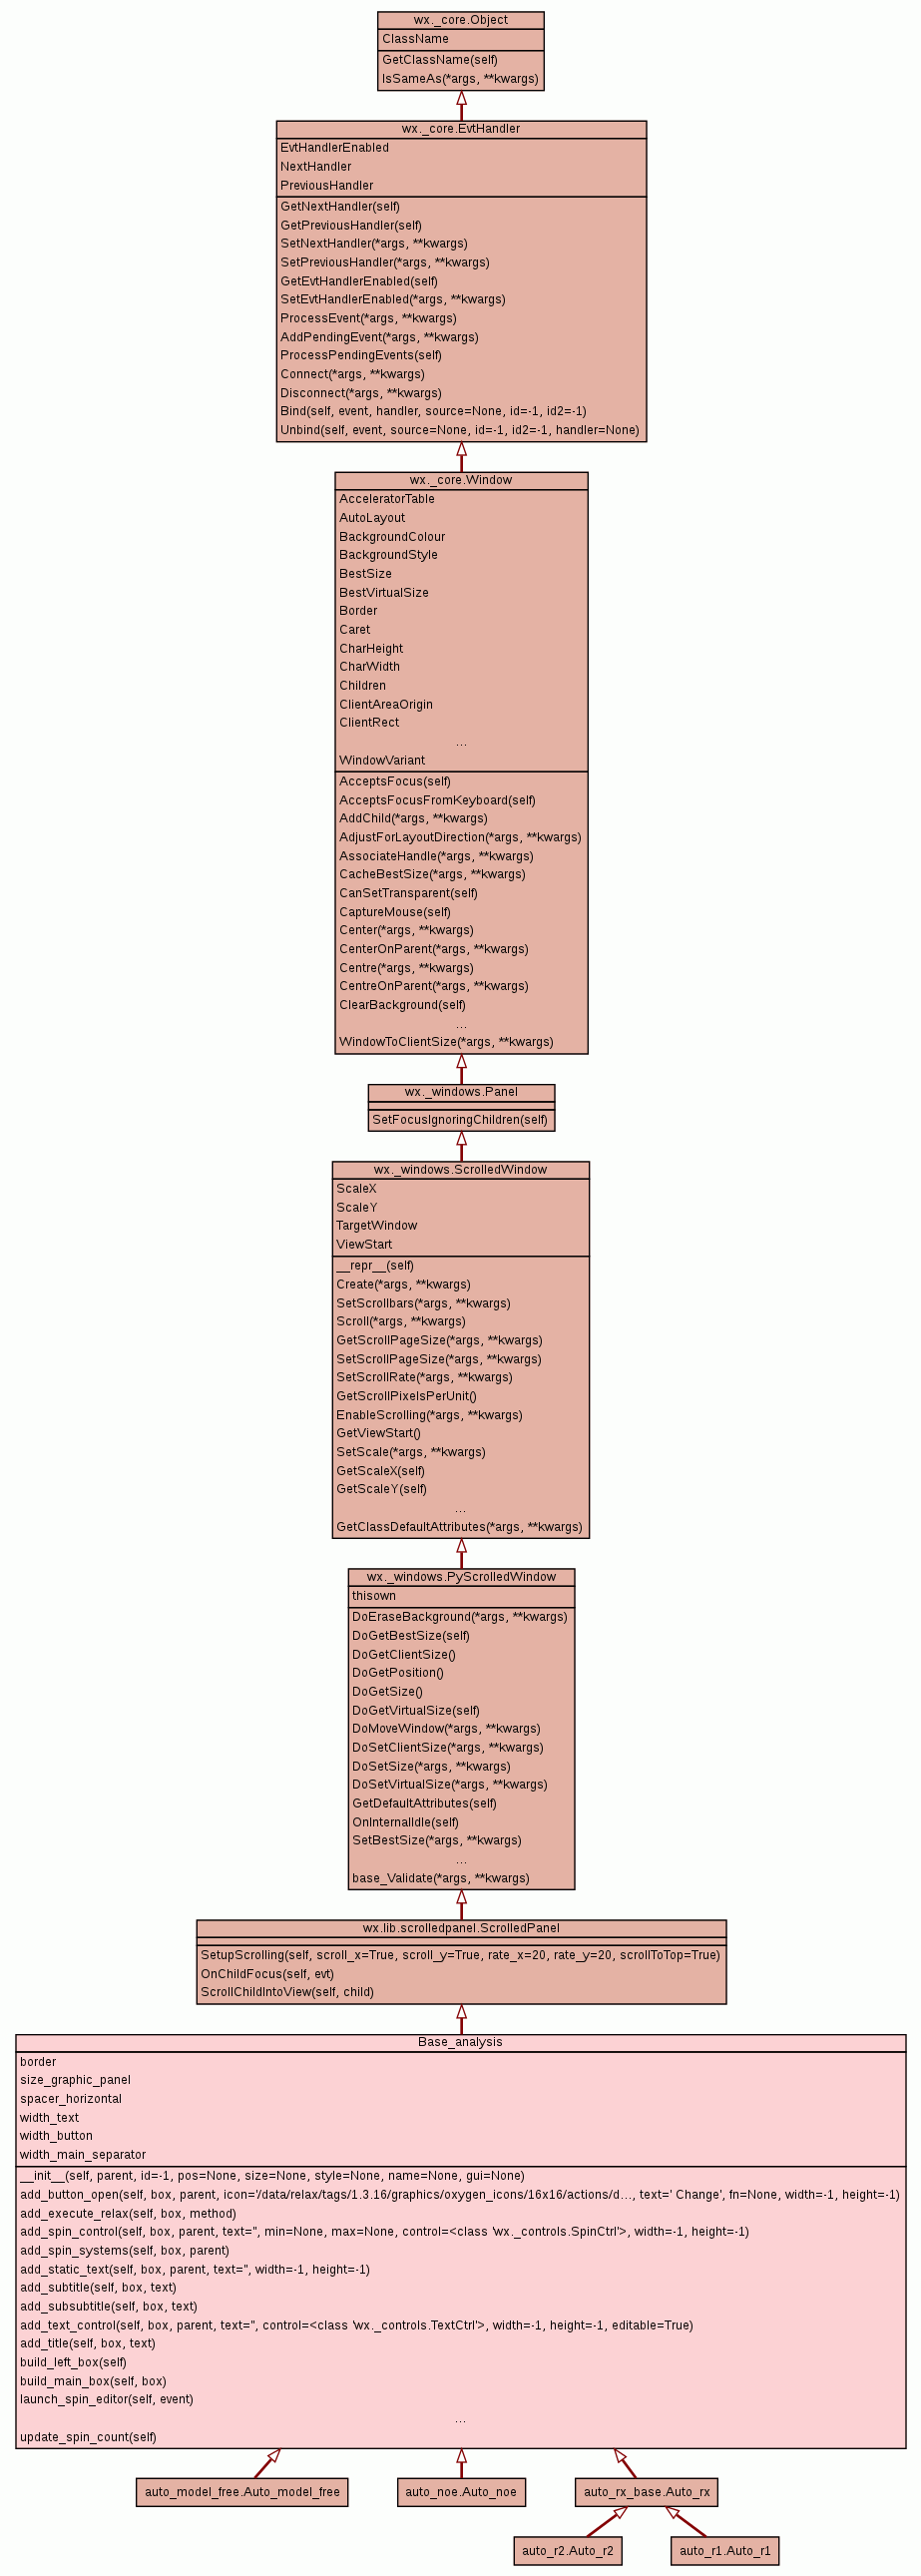 wx._core.Object
ClassName
GetClassName(self)
IsSameAs(*args, **kwargs)
wx._core.EvtHandler
EvtHandlerEnabled
NextHandler
PreviousHandler
GetNextHandler(self)
GetPreviousHandler(self)
SetNextHandler(*args, **kwargs)
SetPreviousHandler(*args, **kwargs)
GetEvtHandlerEnabled(self)
SetEvtHandlerEnabled(*args, **kwargs)
ProcessEvent(*args, **kwargs)
AddPendingEvent(*args, **kwargs)
ProcessPendingEvents(self)
Connect(*args, **kwargs)
Disconnect(*args, **kwargs)
Bind(self, event, handler, source=None, id=-1, id2=-1)
Unbind(self, event, source=None, id=-1, id2=-1, handler=None)
wx._core.Window
AcceleratorTable
AutoLayout
BackgroundColour
BackgroundStyle
BestSize
BestVirtualSize
Border
Caret
CharHeight
CharWidth
Children
ClientAreaOrigin
ClientRect
...
WindowVariant
AcceptsFocus(self)
AcceptsFocusFromKeyboard(self)
AddChild(*args, **kwargs)
AdjustForLayoutDirection(*args, **kwargs)
AssociateHandle(*args, **kwargs)
CacheBestSize(*args, **kwargs)
CanSetTransparent(self)
CaptureMouse(self)
Center(*args, **kwargs)
CenterOnParent(*args, **kwargs)
Centre(*args, **kwargs)
CentreOnParent(*args, **kwargs)
ClearBackground(self)
...
WindowToClientSize(*args, **kwargs)
wx._windows.Panel
SetFocusIgnoringChildren(self)
wx._windows.ScrolledWindow
ScaleX
ScaleY
TargetWindow
ViewStart
__repr__(self)
Create(*args, **kwargs)
SetScrollbars(*args, **kwargs)
Scroll(*args, **kwargs)
GetScrollPageSize(*args, **kwargs)
SetScrollPageSize(*args, **kwargs)
SetScrollRate(*args, **kwargs)
GetScrollPixelsPerUnit()
EnableScrolling(*args, **kwargs)
GetViewStart()
SetScale(*args, **kwargs)
GetScaleX(self)
GetScaleY(self)
...
GetClassDefaultAttributes(*args, **kwargs)
wx._windows.PyScrolledWindow
thisown
DoEraseBackground(*args, **kwargs)
DoGetBestSize(self)
DoGetClientSize()
DoGetPosition()
DoGetSize()
DoGetVirtualSize(self)
DoMoveWindow(*args, **kwargs)
DoSetClientSize(*args, **kwargs)
DoSetSize(*args, **kwargs)
DoSetVirtualSize(*args, **kwargs)
GetDefaultAttributes(self)
OnInternalIdle(self)
SetBestSize(*args, **kwargs)
...
base_Validate(*args, **kwargs)
wx.lib.scrolledpanel.ScrolledPanel
SetupScrolling(self, scroll_x=True, scroll_y=True, rate_x=20, rate_y=20, scrollToTop=True)
OnChildFocus(self, evt)
ScrollChildIntoView(self, child)
Base_analysis
border
size_graphic_panel
spacer_horizontal
width_text
width_button
width_main_separator
__init__(self, parent, id=-1, pos=None, size=None, style=None, name=None, gui=None)
add_button_open(self, box, parent, icon='/data/relax/tags/1.3.16/graphics/oxygen_icons/16x16/actions/d..., text=' Change', fn=None, width=-1, height=-1)
add_execute_relax(self, box, method)
add_spin_control(self, box, parent, text='', min=None, max=None, control=<class 'wx._controls.SpinCtrl'>, width=-1, height=-1)
add_spin_systems(self, box, parent)
add_static_text(self, box, parent, text='', width=-1, height=-1)
add_subtitle(self, box, text)
add_subsubtitle(self, box, text)
add_text_control(self, box, parent, text='', control=<class 'wx._controls.TextCtrl'>, width=-1, height=-1, editable=True)
add_title(self, box, text)
build_left_box(self)
build_main_box(self, box)
launch_spin_editor(self, event)
...
update_spin_count(self)
auto_model_free.Auto_model_free
auto_noe.Auto_noe
auto_rx_base.Auto_rx
auto_r2.Auto_r2
auto_r1.Auto_r1